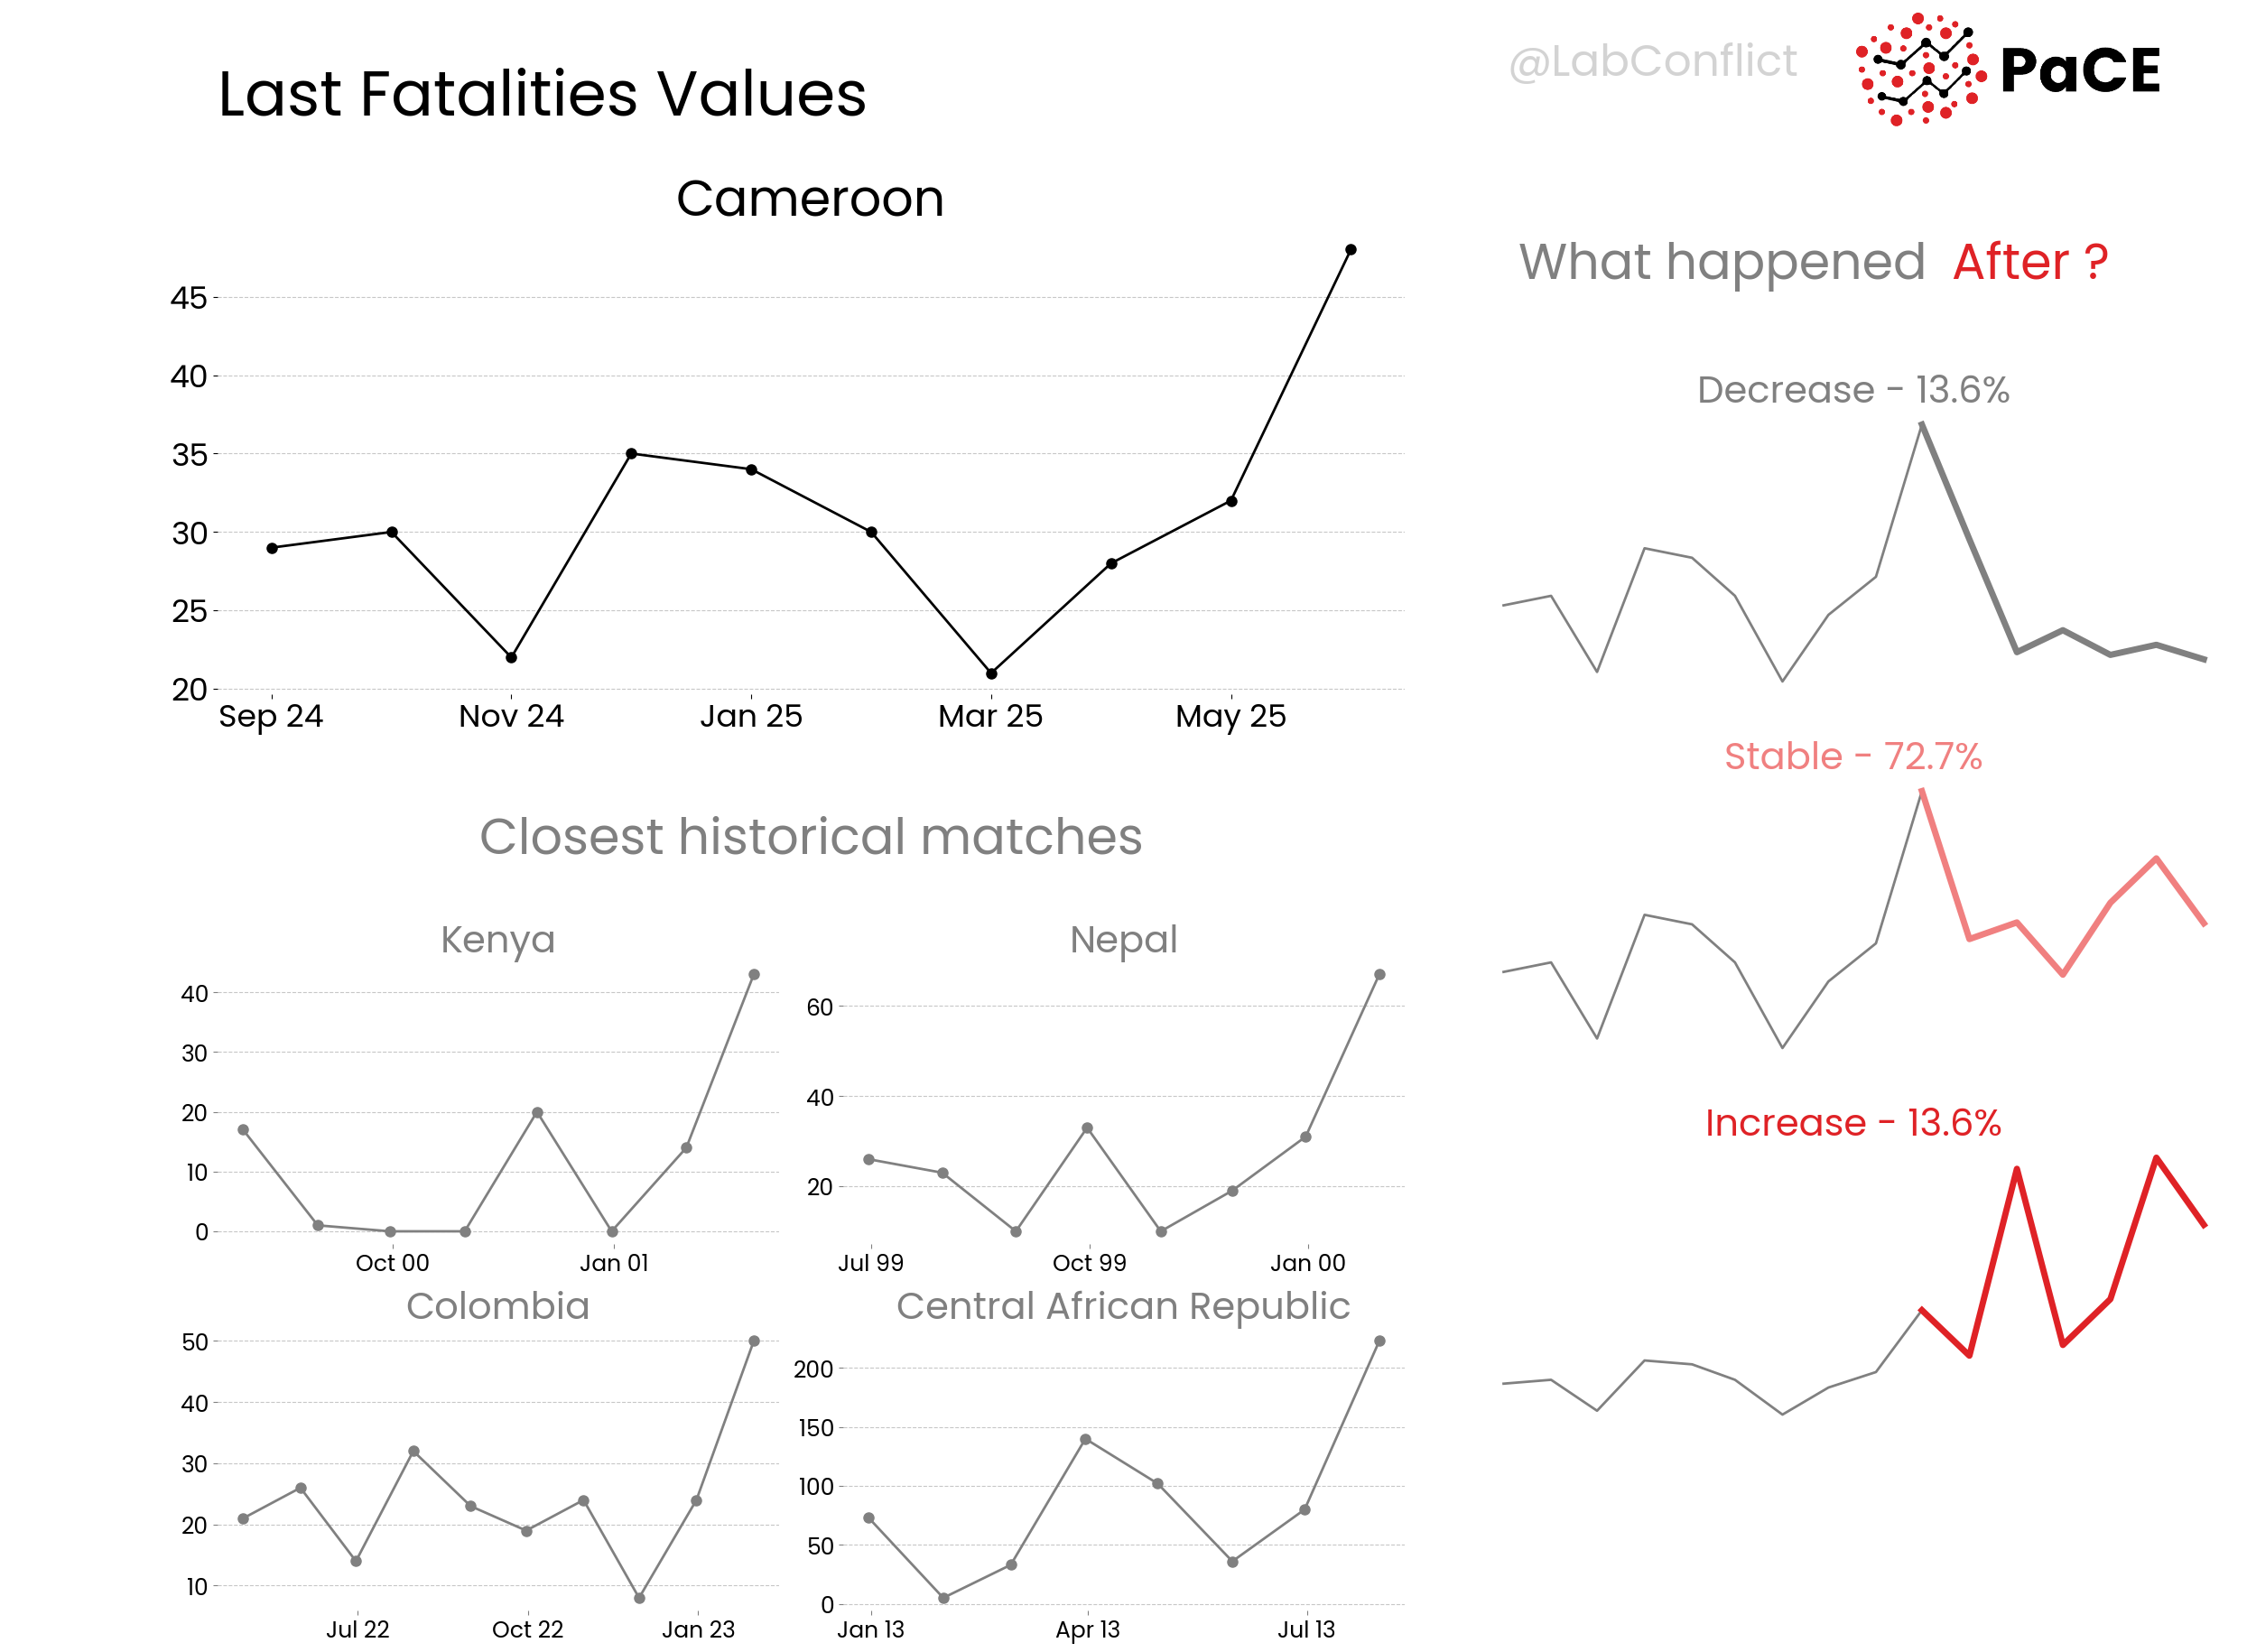 @LabConflict
PaCE
Last Fatalities Values
Cameroon
45
40
35
30
25
20
Sep 24 Nov 24 Jan 25 Mar 25 May 25
What happened After ?
Decrease - 13.6%
Stable - 72.7%
Increase - 13.6%
Closest historical matches
Kenya
40
30
20
10
0
Oct 00 Jan 01
Nepal
60
40
20
Jul 99 Oct 99 Jan 00
Colombia
50
40
30
20
10
Jul 22 Oct 22 Jan 23
Central African Republic
200
150
100
50
0
Jan 13 Apr 13 Jul 13